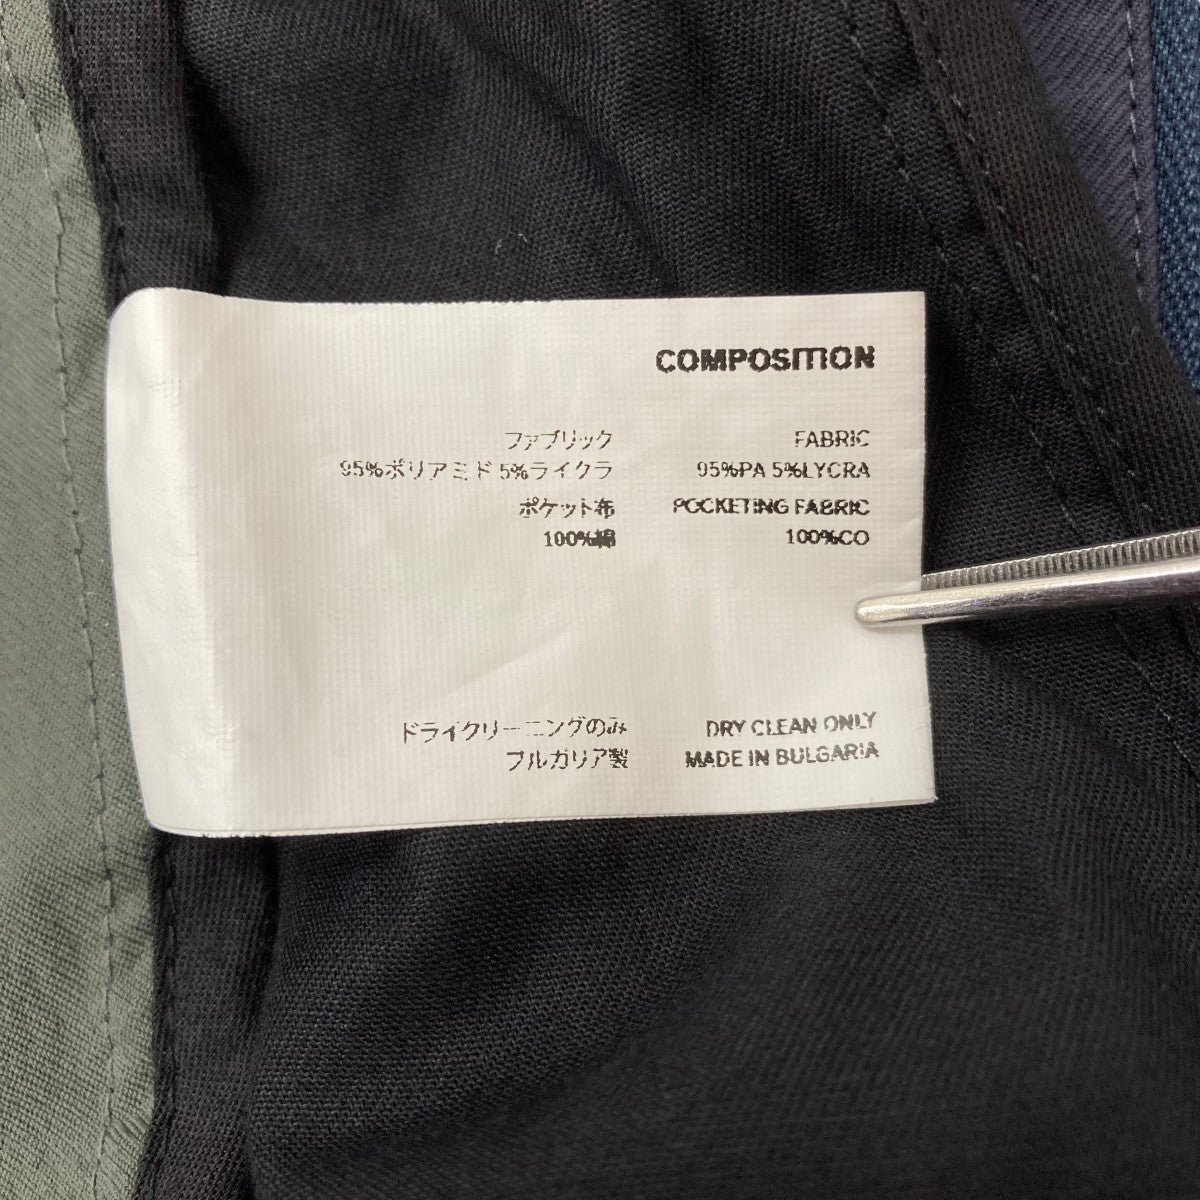 COMPOSITION
ファブリック FABRIC
95%ポリアミド 5%ライクラ 95%PA 5%LYCRA
ポケット布 POCKETING FABRIC
100%綿 100%CO
ドライクリーニングのみ DRY CLEAN ONLY
ブルガリア製 MADE IN BULGARIA